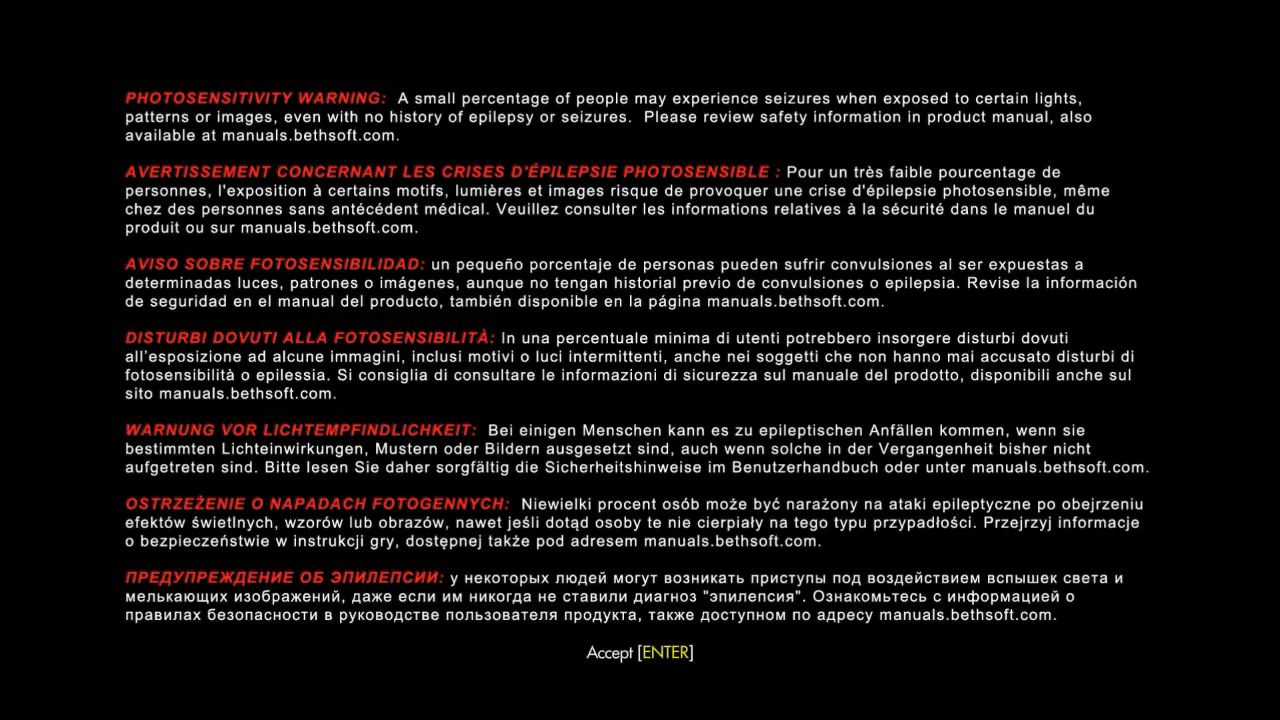 PHOTOSENSITIVITY WARNING: A small percentage of people may experience seizures when exposed to certain lights,
patterns or images, even with no history of epilepsy or seizures. Please review safety information in product manual, also
available at manuals.bethsoft.com.
AVERTISSEMENT CONCERNANT LES CRISES D'ÉPILEPSIE PHOTOSENSIBLE : Pour un très faible pourcentage de
personnes, l'exposition à certains motifs, lumières et images risque de provoquer une crise d'épilepsie photosensible, même
chez des personnes sans antécédent médical. Veuillez consulter les informations relatives à la sécurité dans le manuel du
produit ou sur manuals.bethsoft.com.
AVISO SOBRE FOTOSENSIBILIDAD: un pequeño porcentaje de personas pueden sufrir convulsiones al ser expuestas a
determinadas luces, patrones o imágenes, aunque no tengan historial previo de convulsiones o epilepsia. Revise la información
de seguridad en el manual del producto, también disponible en la página manuals.bethsoft.com.
DISTURBI DOVUTI ALLA FOTOSENSIBILITÀ: In una percentuale minima di utenti potrebbero insorgere disturbi dovuti
all'esposizione ad alcune immagini, inclusi motivi o luci intermittenti, anche nei soggetti che non hanno mai accusato disturbi di
fotosensibilità o epilessia. Si consiglia di consultare le informazioni di sicurezza sul manuale del prodotto, disponibili anche sul
sito manuals.bethsoft.com.
WARNUNG VOR LICHTEMPFINDLICHKEIT: Bei einigen Menschen kann es zu epileptischen Anfällen kommen, wenn sie
bestimmten Lichteinwirkungen, Mustern oder Bildern ausgesetzt sind, auch wenn solche in der Vergangenheit bisher nicht
aufgetreten sind. Bitte lesen Sie daher sorgfältig die Sicherheitshinweise im Benutzerhandbuch oder unter manuals.bethsoft.com.
OSTRZEŻENIE O NAPADACH FOTOGENNYCH: Niewielki procent osób może być narażony na ataki epileptyczne po obejrzeniu
efektów świetlnych, wzorów lub obrazów, nawet jeśli dotąd osoby te nie cierpiały na tego typu przypadłości. Przejrzyj informacje
o bezpieczeństwie w instrukcji gry, dostępnej także pod adresem manuals.bethsoft.com.
ПРЕДУПРЕЖДЕНИЕ ОБ ЭПИЛЕПСИИ: у некоторых людей могут возникать приступы под воздействием вспышек света и
мелькающих изображений, даже если им никогда не ставили диагноз "эпилепсия". Ознакомьтесь с информацией о
правилах безопасности в руководстве пользователя продукта, также доступном по адресу manuals.bethsoft.com.
Accept [ENTER]